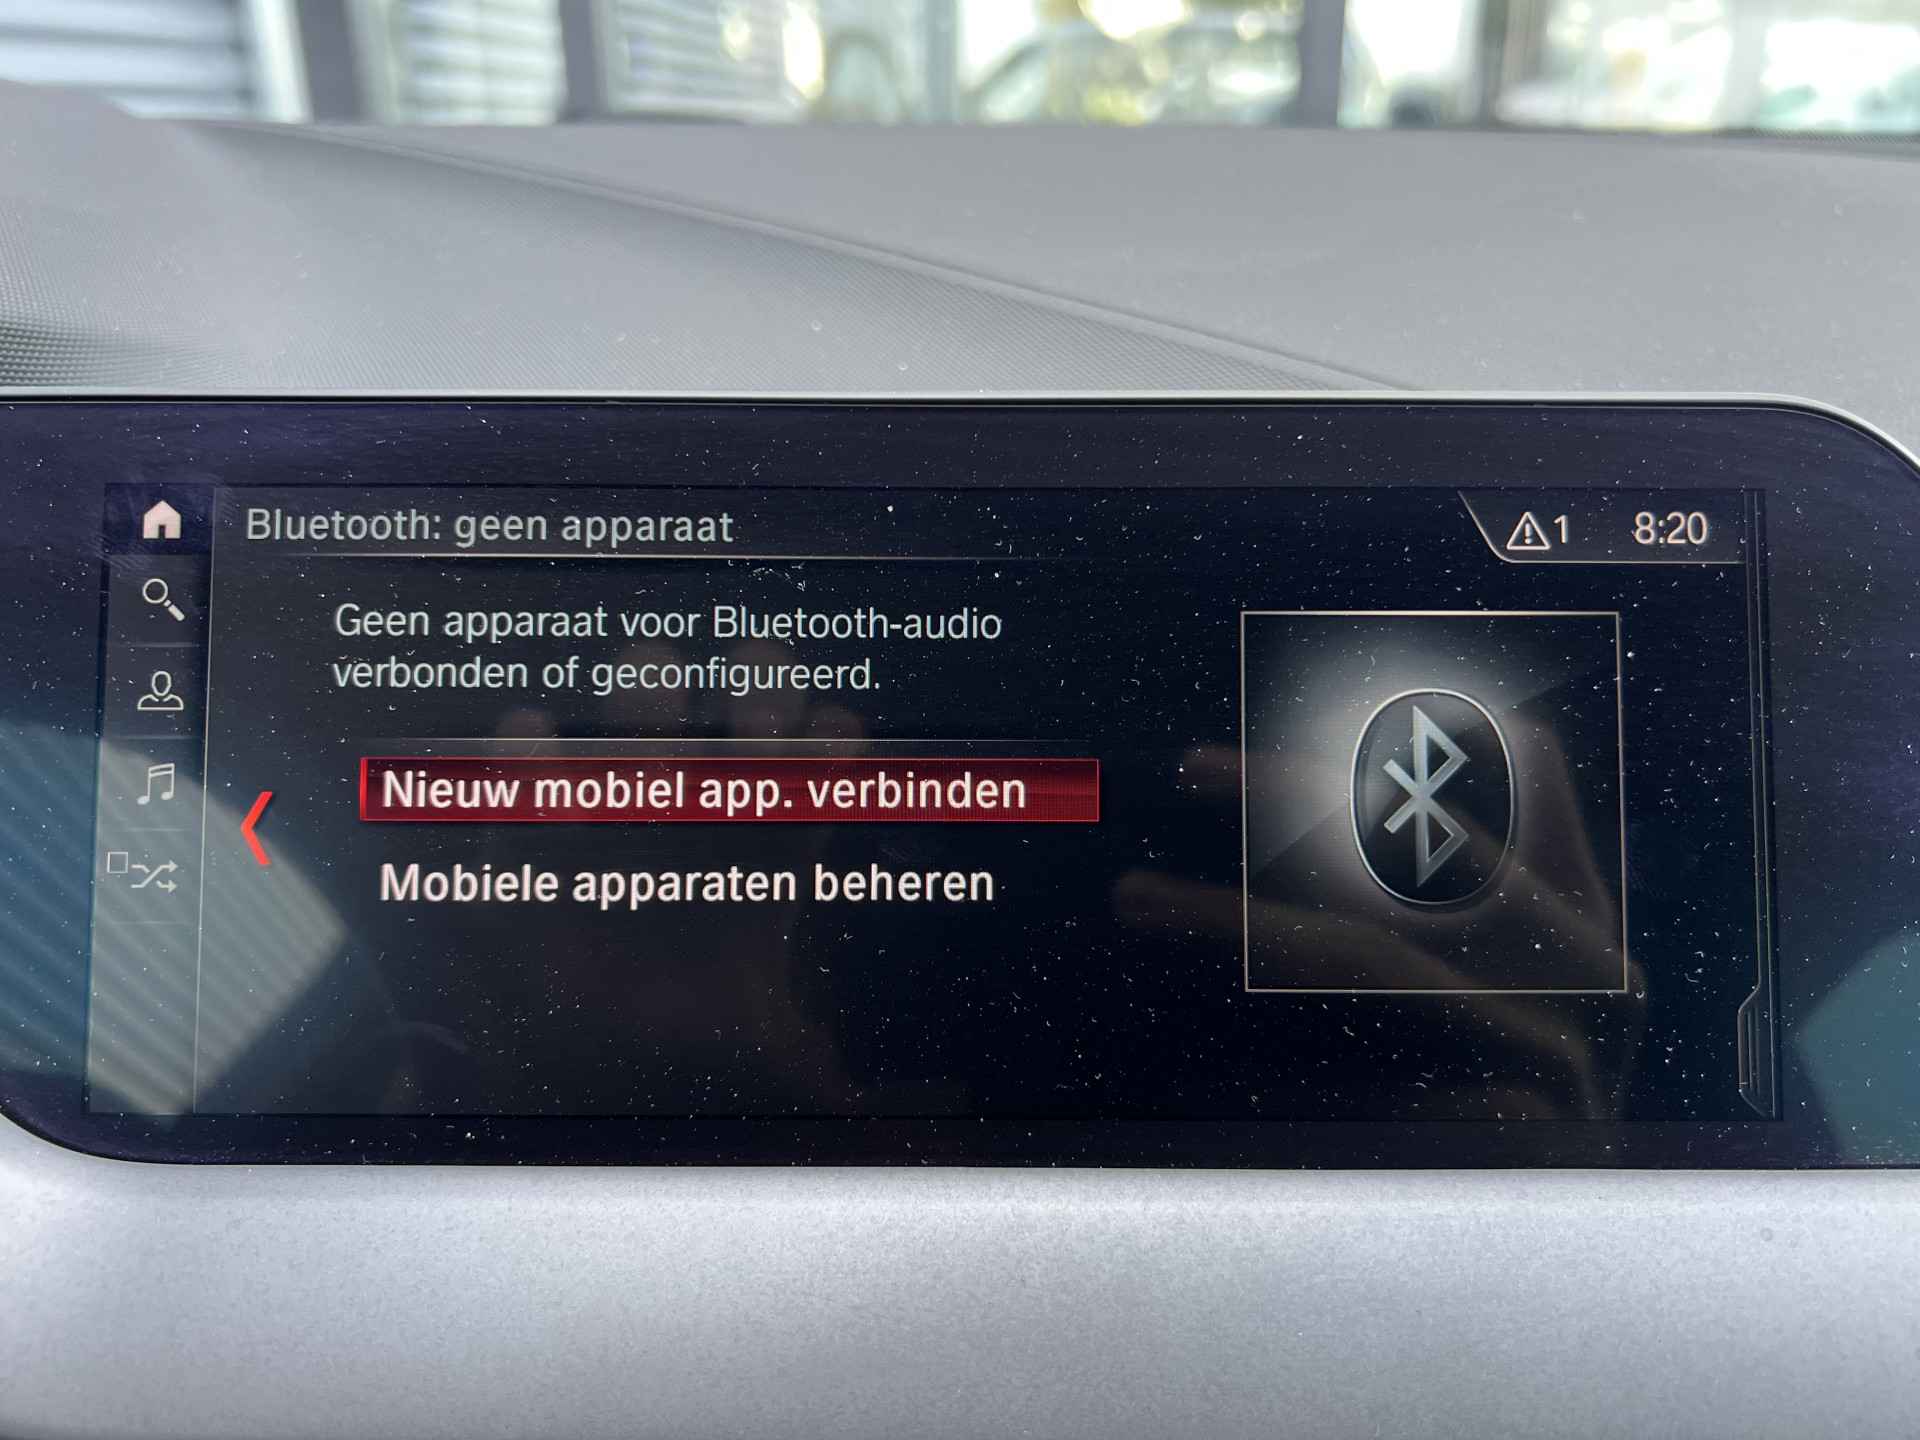 Bluetooth: geen apparaat
1 8:20
Geen apparaat voor Bluetooth-audio
verbonden of geconfigureerd.
Nieuw mobiel app. verbinden
Mobiele apparaten beheren